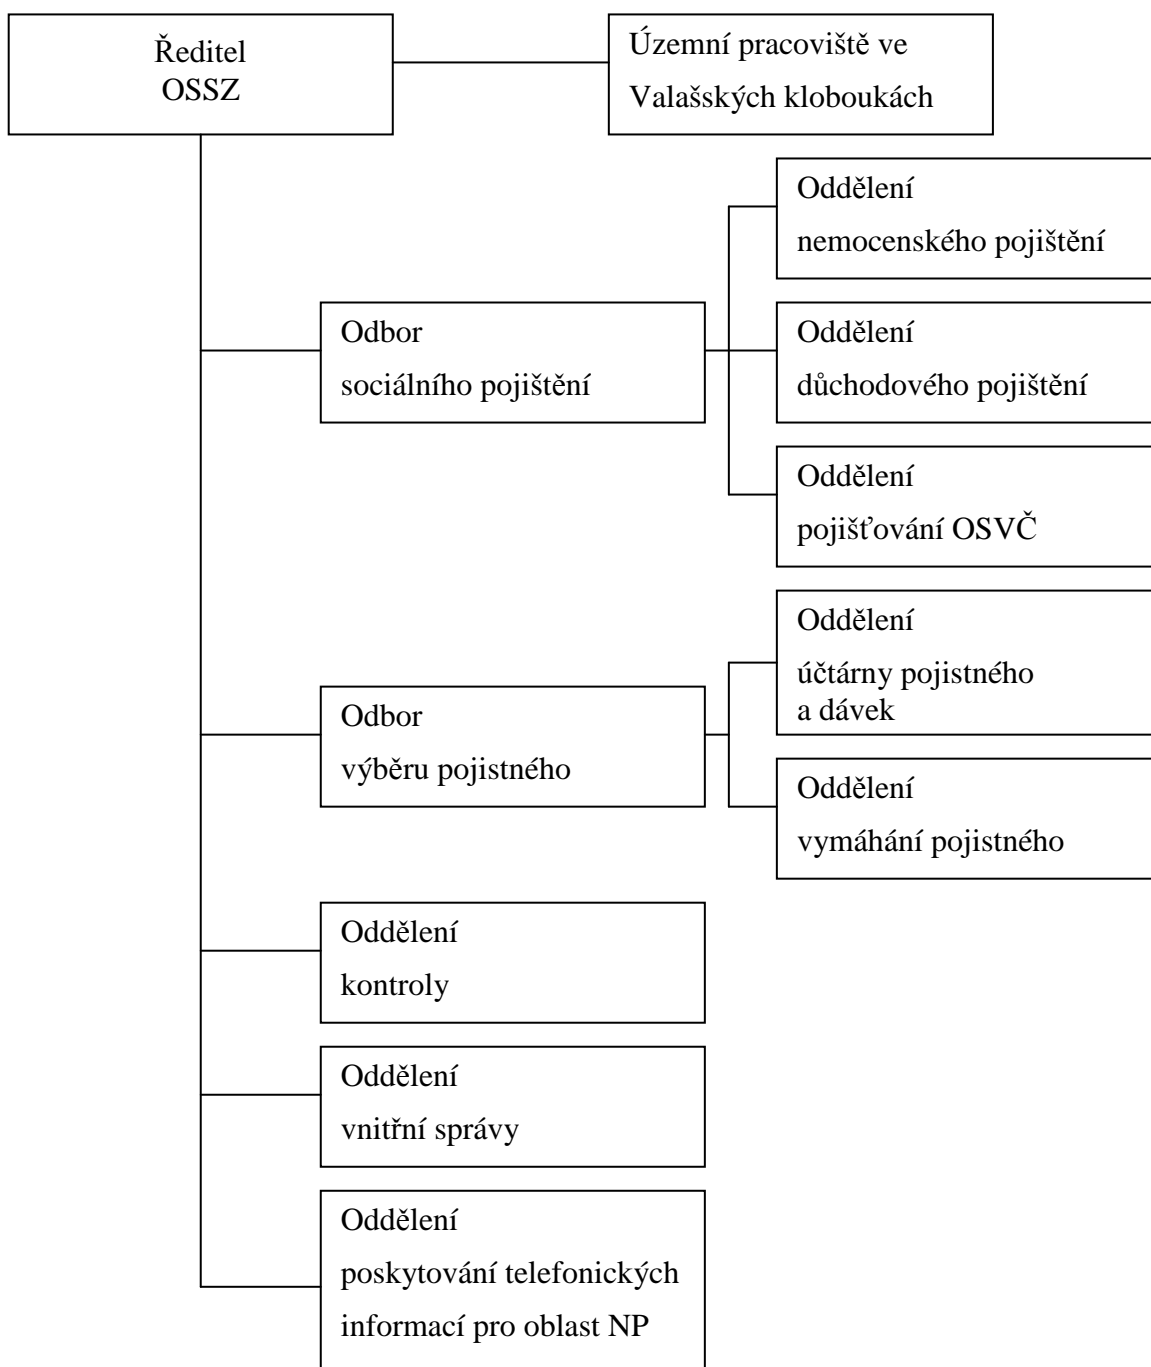 Ředitel
OSSZ
Územní pracoviště ve
Valašských kloboukách
Oddělení
nemocenského pojištění
Odbor
sociálního pojištění
Oddělení
důchodového pojištění
Oddělení
pojišťování OSVČ
Oddělení
účtárny pojistného
a dávek
Odbor
výběru pojistného
Oddělení
vymáhání pojistného
Oddělení
kontroly
Oddělení
vnitřní správy
Oddělení
poskytování telefonických
informací pro oblast NP